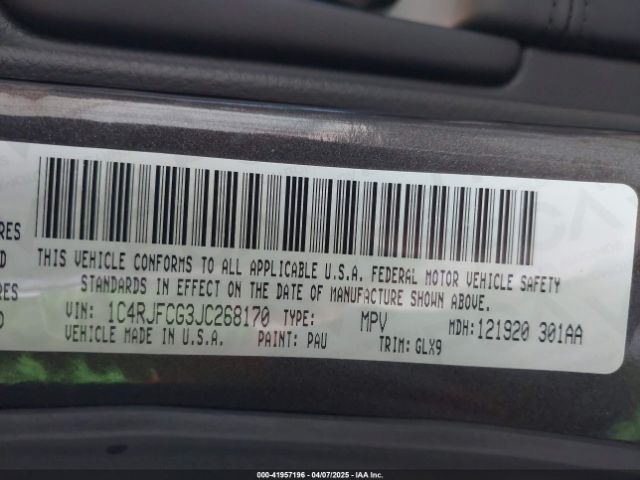 RES
D
RES
D
THIS VEHICLE CONFORMS TO ALL APPLICABLE U.S.A. FEDERAL MOTOR VEHICLE SAFETY
STANDARDS IN EFFECT ON THE DATE OF MANUFACTURE SHOWN ABOVE.
VIN: 1C4RJFCG3JC268170 TYPE: MPV MDH: 121920 301AA
VEHICLE MADE IN U.S.A. PAINT: PAU TRIM: GLX9
000-41957196 - 04/07/2025 - IAA Inc.